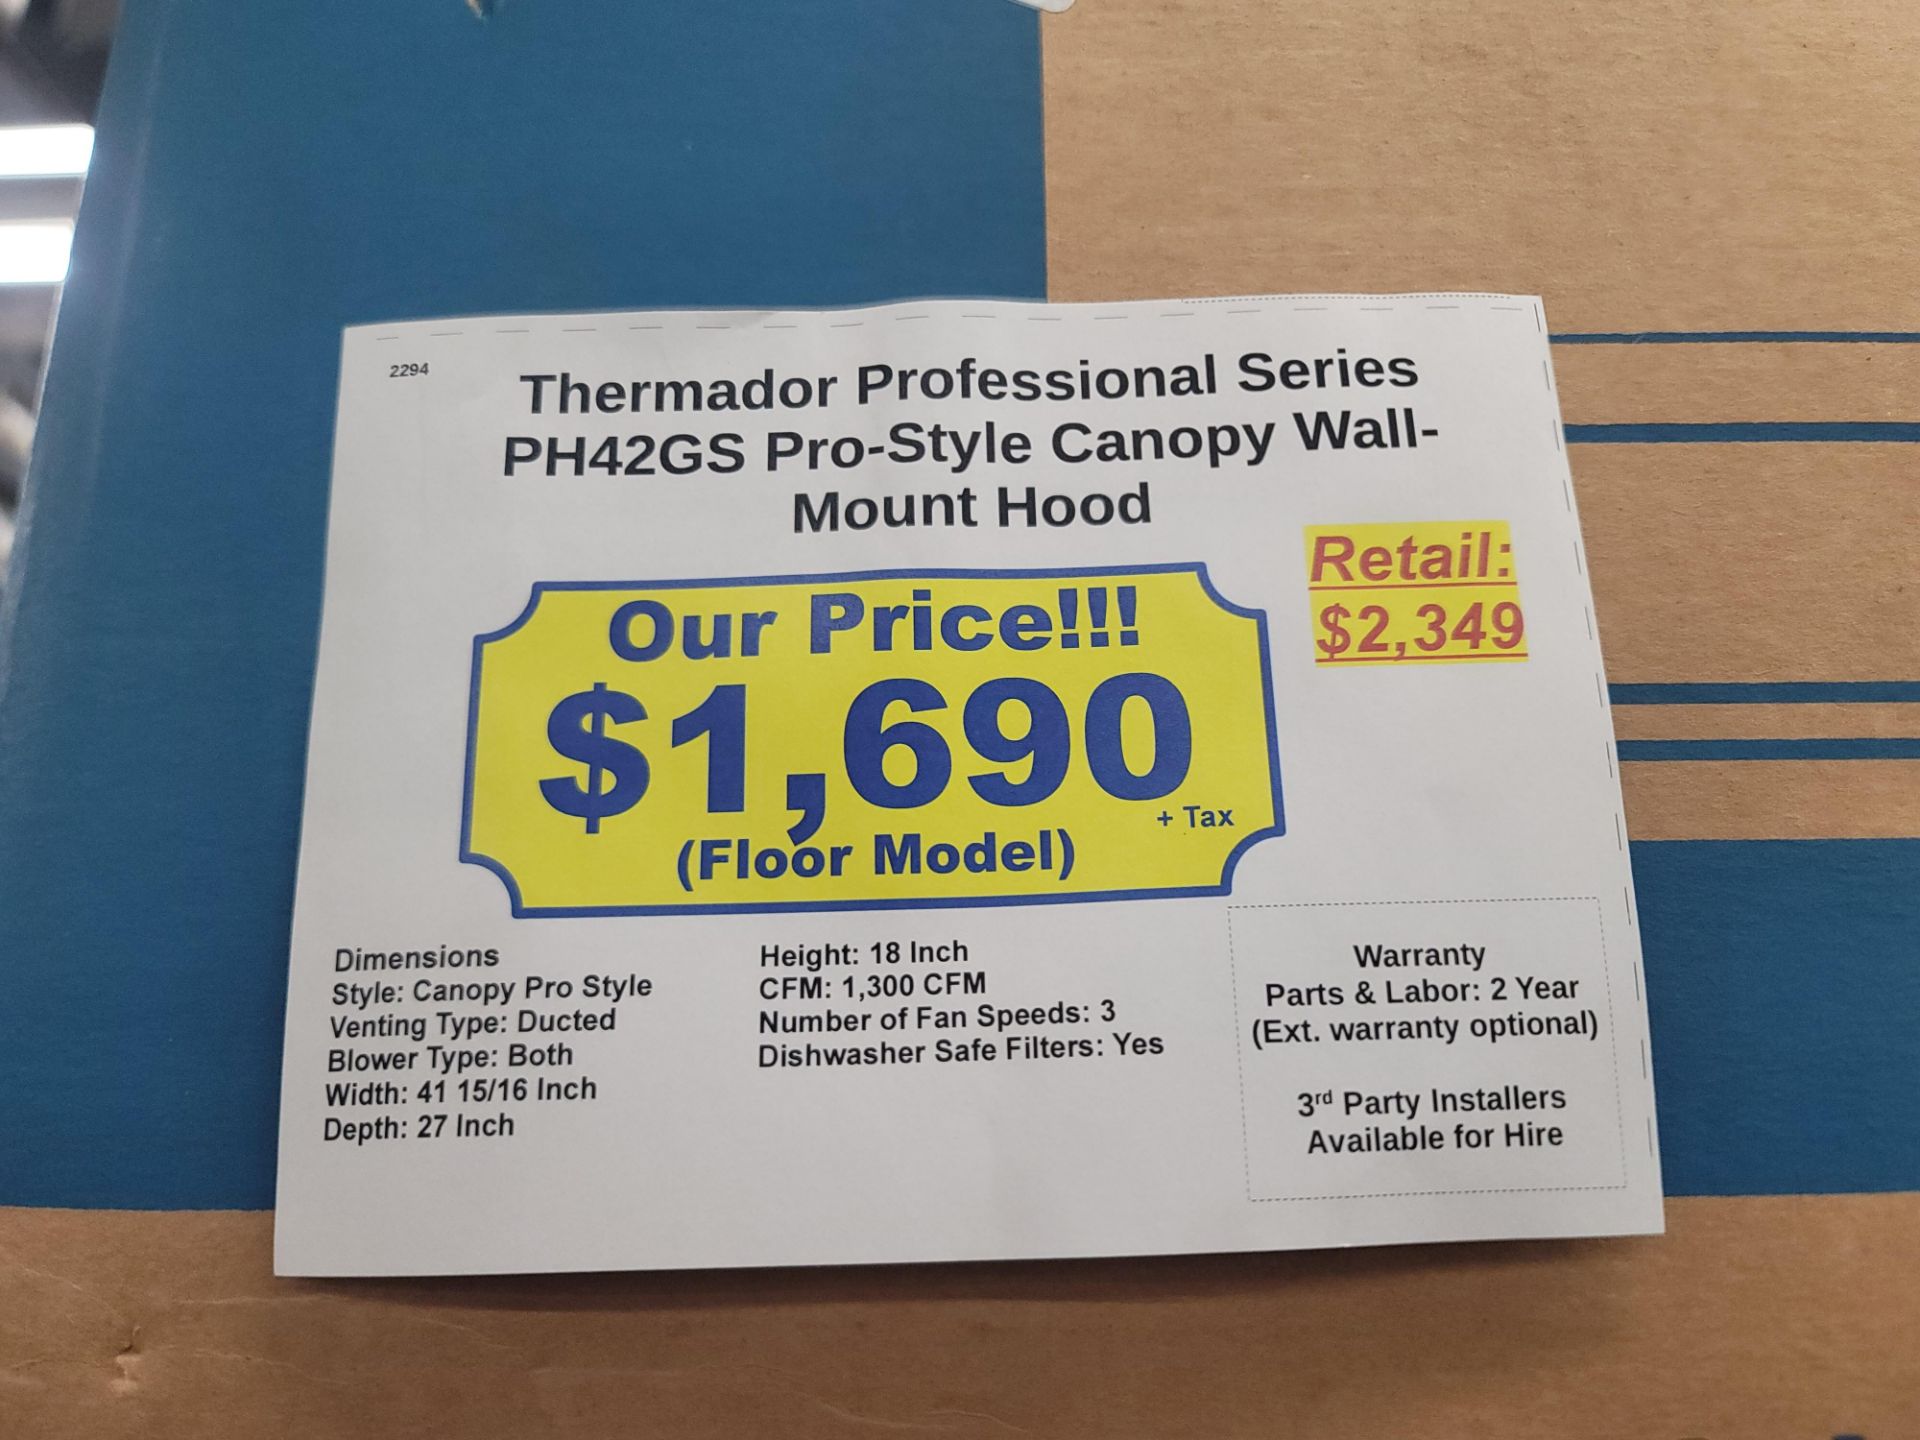 2294
Thermador Professional Series
PH42GS Pro-Style Canopy Wall-
Mount Hood
Retail:
$2,349
Our Price!!!
$1,690
+ Tax
(Floor Model)
Dimensions
Style: Canopy Pro Style
Venting Type: Ducted
Blower Type: Both
Width: 41 15/16 Inch
Depth: 27 Inch
Height: 18 Inch
CFM: 1,300 CFM
Number of Fan Speeds: 3
Dishwasher Safe Filters: Yes
Warranty
Parts & Labor: 2 Year
(Ext. warranty optional)
3rd Party Installers
Available for Hire